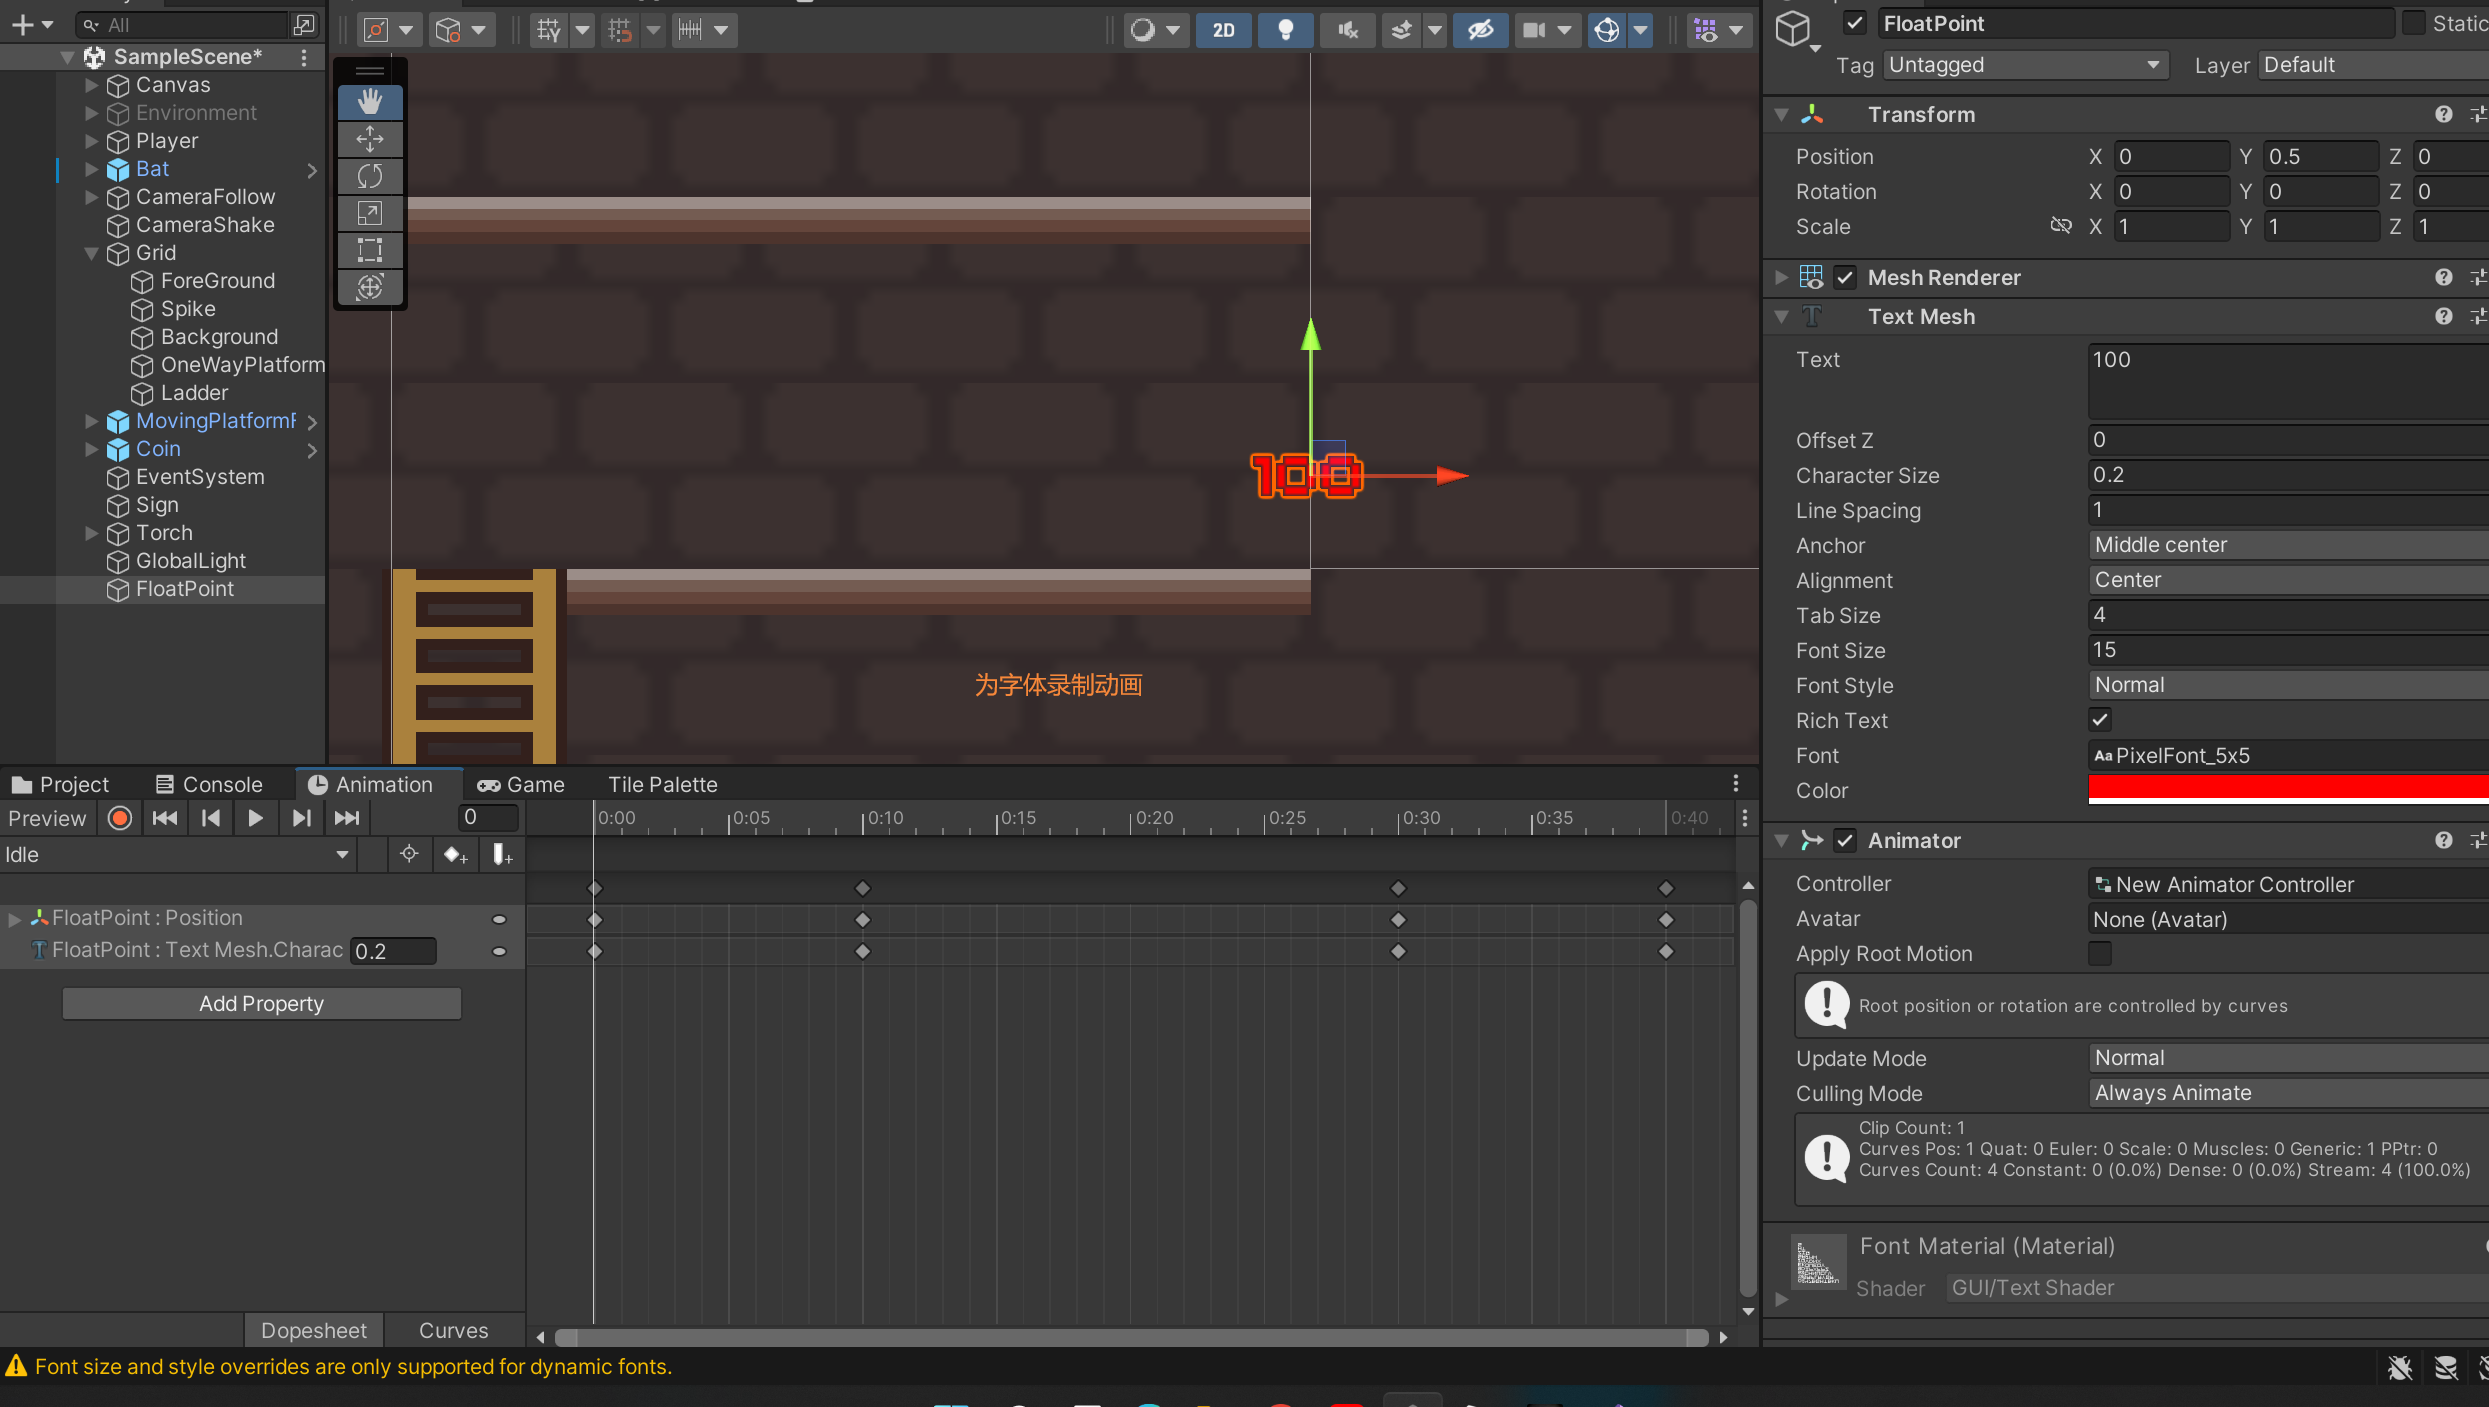 All
SampleScene*
Canvas
Environment
Player
Bat
CameraFollow
CameraShake
Grid
ForeGround
Spike
Background
OneWayPlatform
Ladder
MovingPlatformF
Coin
EventSystem
Sign
Torch
GlobalLight
FloatPoint
2D
100
为字体录制动画
FloatPoint
Static
Tag Untagged Layer Default
Transform
Position X 0 Y 0.5 Z 0
Rotation X 0 Y 0 Z 0
Scale X 1 Y 1 Z 1
Mesh Renderer
Text Mesh
Text 100
Offset Z 0
Character Size 0.2
Line Spacing 1
Anchor Middle center
Alignment Center
Tab Size 4
Font Size 15
Font Style Normal
Rich Text
Font Aa PixelFont_5x5
Color
Animator
Controller New Animator Controller
Avatar None (Avatar)
Apply Root Motion
Root position or rotation are controlled by curves
Update Mode Normal
Culling Mode Always Animate
Clip Count: 1
Curves Pos: 1 Quat: 0 Euler: 0 Scale: 0 Muscles: 0 Generic: 1 PPtr: 0
Curves Count: 4 Constant: 0 (0.0%) Dense: 0 (0.0%) Stream: 4 (100.0%)
Font Material (Material)
Shader GUI/Text Shader
Project Console Animation Game Tile Palette
Preview 0 0:00 0:05 0:10 0:15 0:20 0:25 0:30 0:35 0:40
Idle
FloatPoint : Position
FloatPoint : Text Mesh.Charac 0.2
Add Property
Dopesheet Curves
Font size and style overrides are only supported for dynamic fonts.